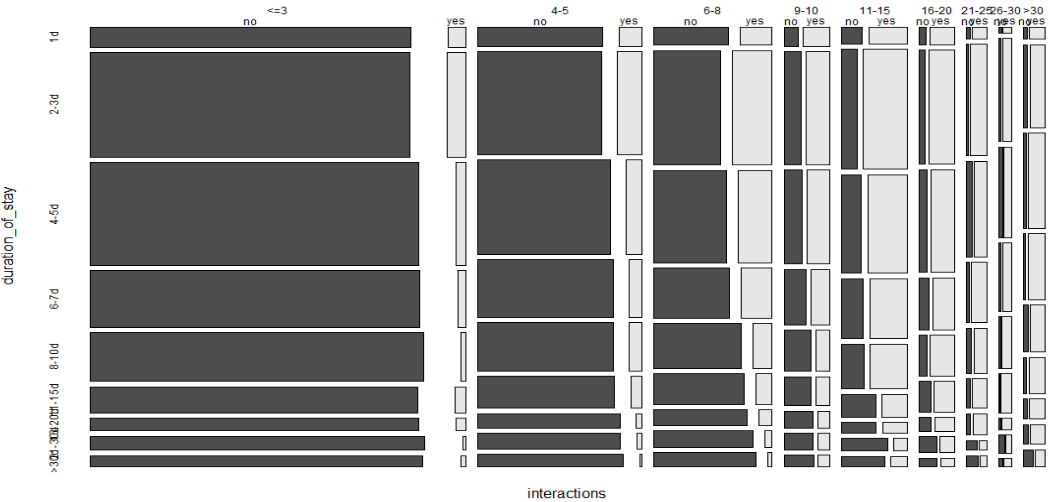 <=3 4-5 6-8 9-10 11-15 16-20 21-25 26-30 >30
no yes no yes no yes no yes no yes no yes no yes no yes no yes
1d
2-3d
4-5d
6-7d
8-10d
>30d
duration_of_stay
interactions